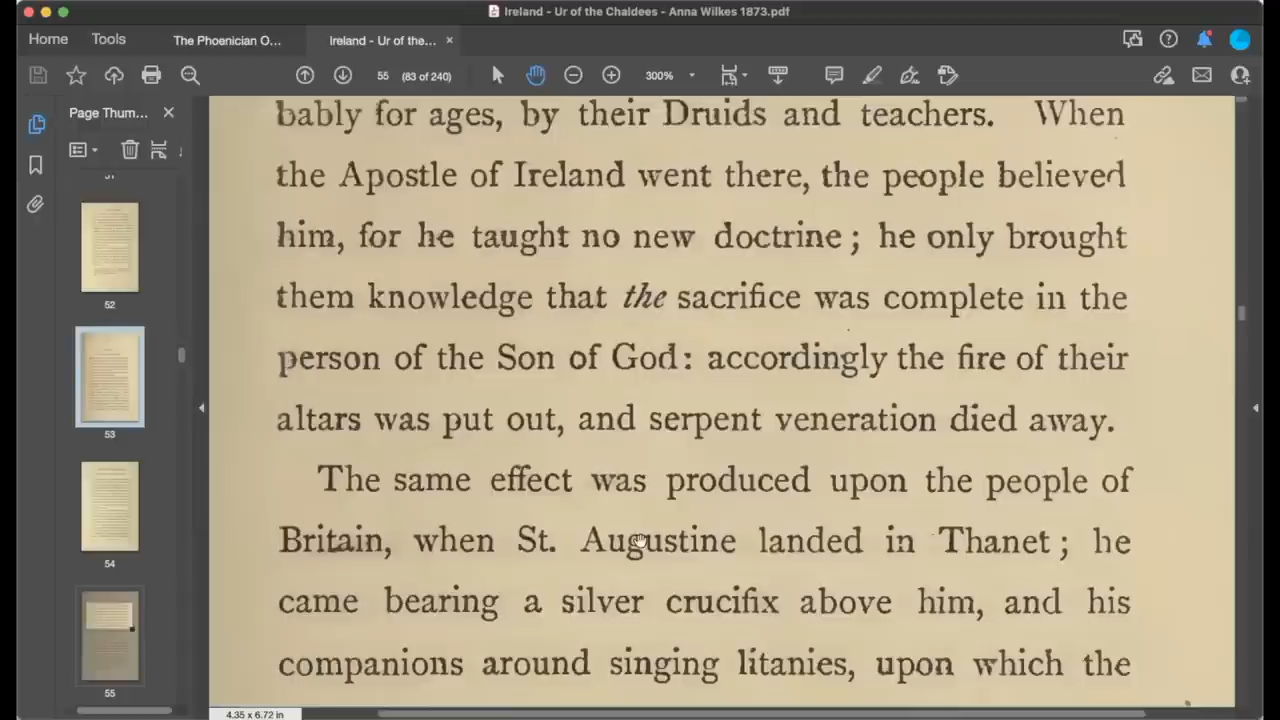 Ireland - Ur of the Chaldees - Anna Wilkes 1873.pdf
Home
Tools
The Phoenician O...
Ireland - Ur of the...
55
(83 of 240)
300%
Page Thum...
52
53
54
55
bably for ages, by their Druids and teachers. When
the Apostle of Ireland went there, the people believed
him, for he taught no new doctrine; he only brought
them knowledge that the sacrifice was complete in the
person of the Son of God: accordingly the fire of their
altars was put out, and serpent veneration died away.
The same effect was produced upon the people of
Britain, when St. Augustine landed in Thanet; he
came bearing a silver crucifix above him, and his
companions around singing litanies, upon which the
4.35 x 6.72 in